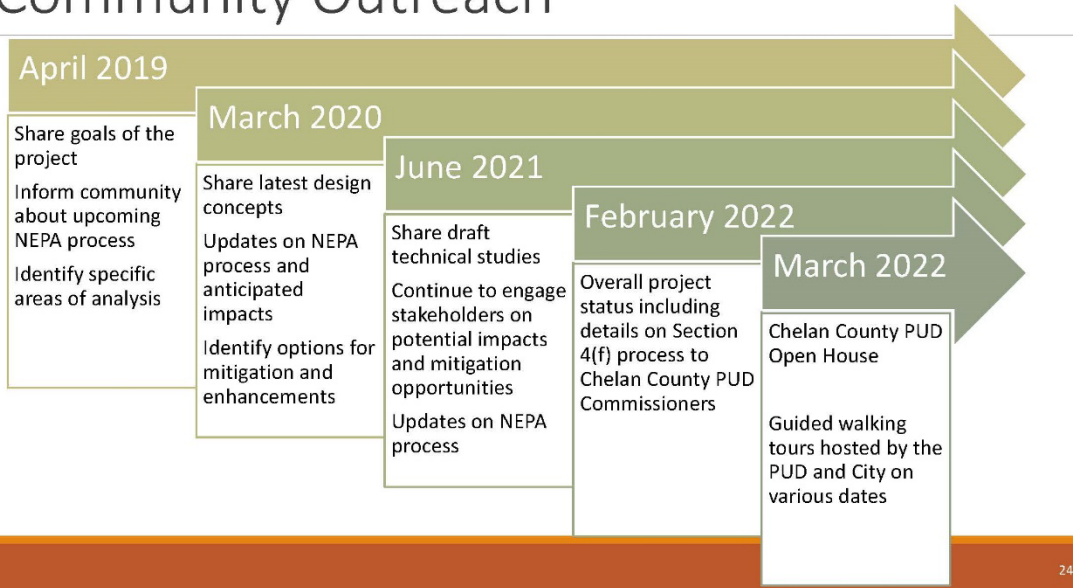 Community Outreach
April 2019
Share goals of the
project
Inform community
about upcoming
NEPA process
Identify specific
areas of analysis
March 2020
Share latest design
concepts
Updates on NEPA
process and
anticipated
impacts
Identify options for
mitigation and
enhancements
June 2021
Share draft
technical studies
Continue to engage
stakeholders on
potential impacts
and mitigation
opportunities
Updates on NEPA
process
February 2022
Overall project
status including
details on Section
4(f) process to
Chelan County PUD
Commissioners
March 2022
Chelan County PUD
Open House
Guided walking
tours hosted by the
PUD and City on
various dates
24